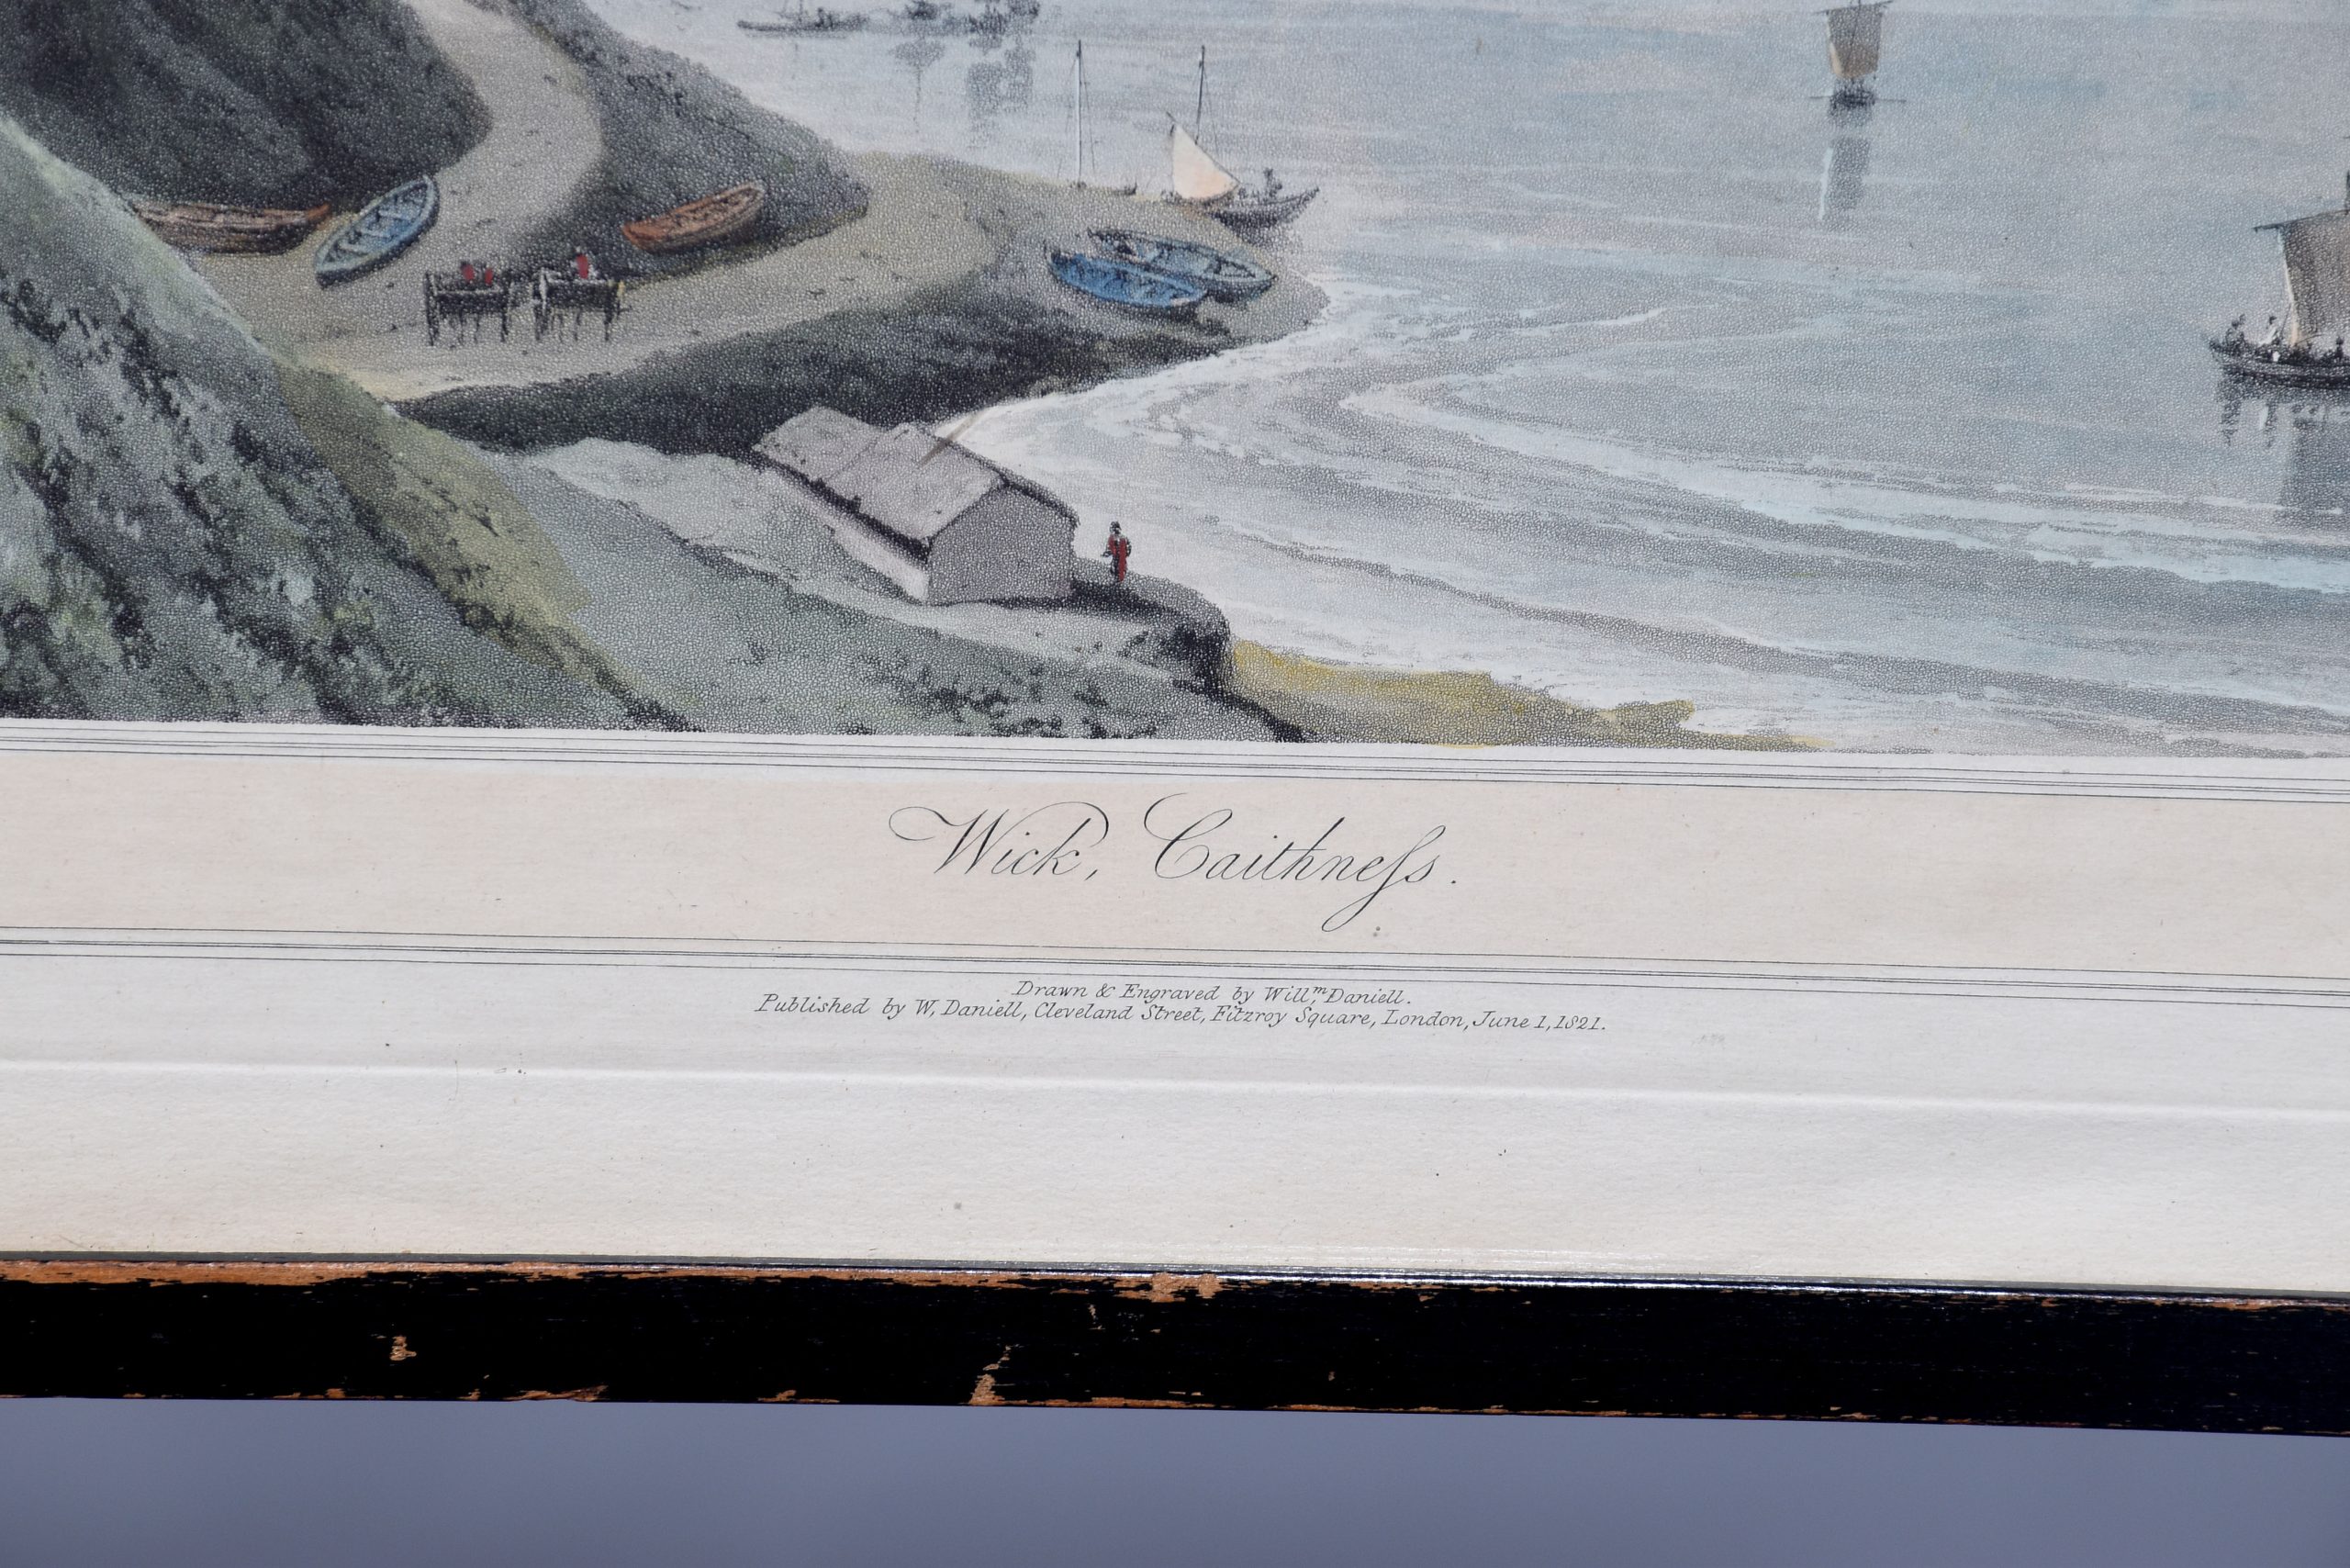 Wick, Caithneſs.
Drawn & Engraved by Willᵐ. Daniell.
Published by W. Daniell, Cleveland Street, Fitzroy Square, London, June 1, 1821.